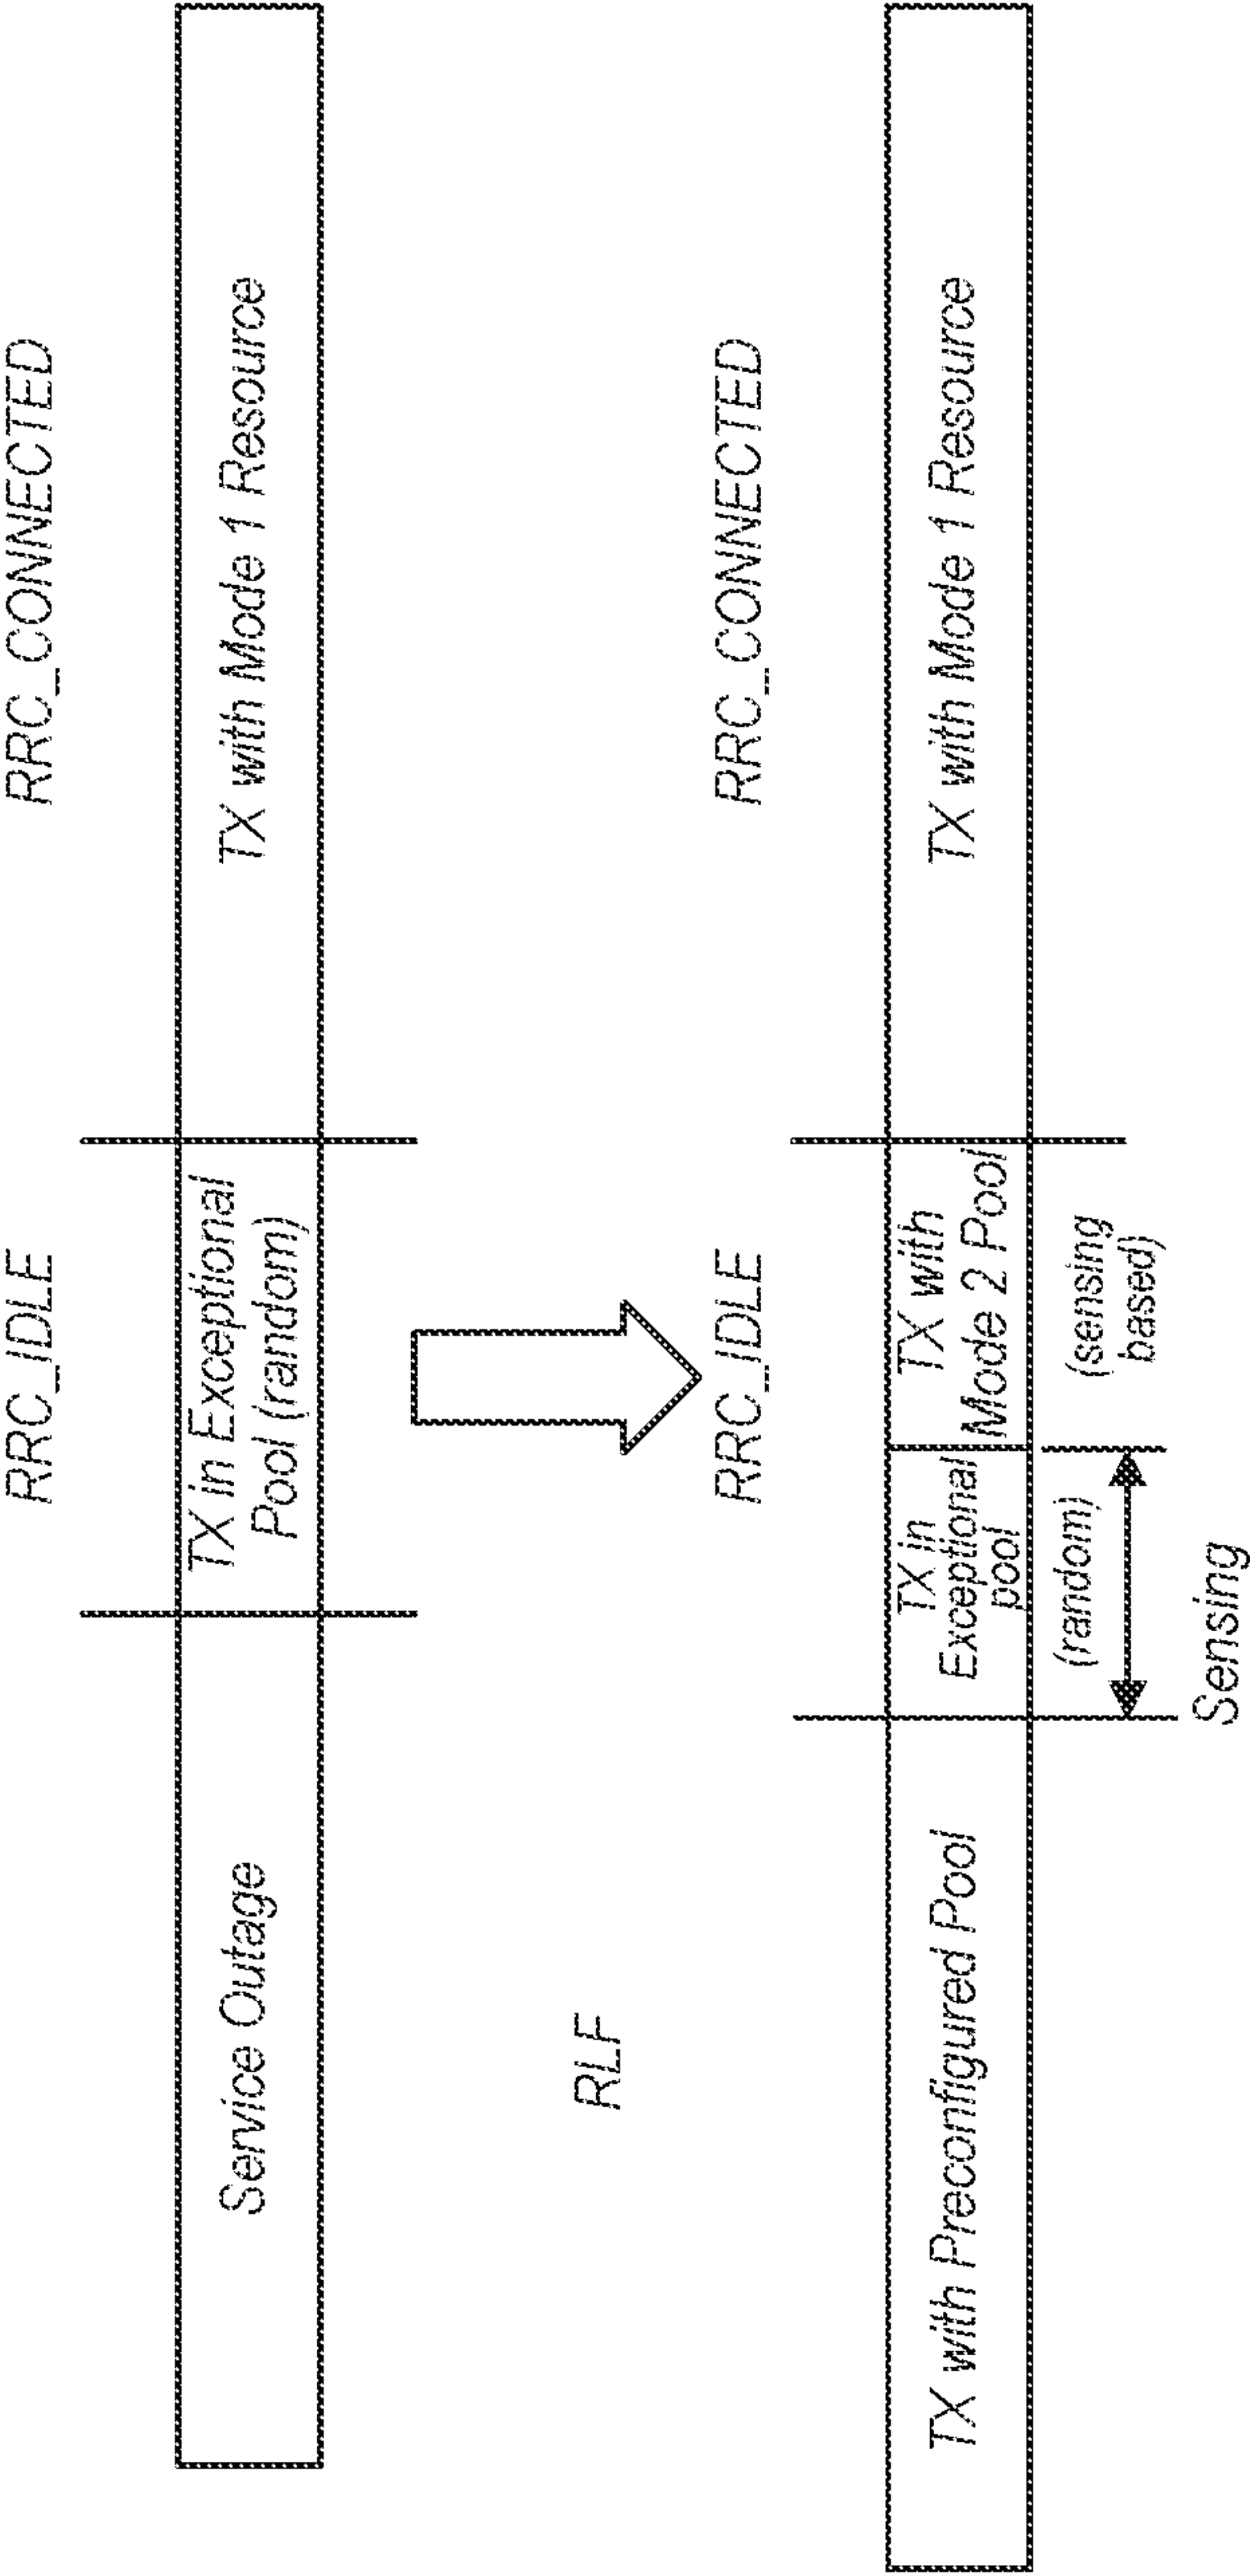 RRC_IDLE
RRC_CONNECTED
Service Outage
TX in Exceptional
Pool (random)
TX with Mode 1 Resource
RLF
RRC_IDLE
RRC_CONNECTED
TX with Preconfigured Pool
TX in
Exceptional
pool
TX with
Mode 2 Pool
TX with Mode 1 Resource
(random)
(sensing
based)
Sensing